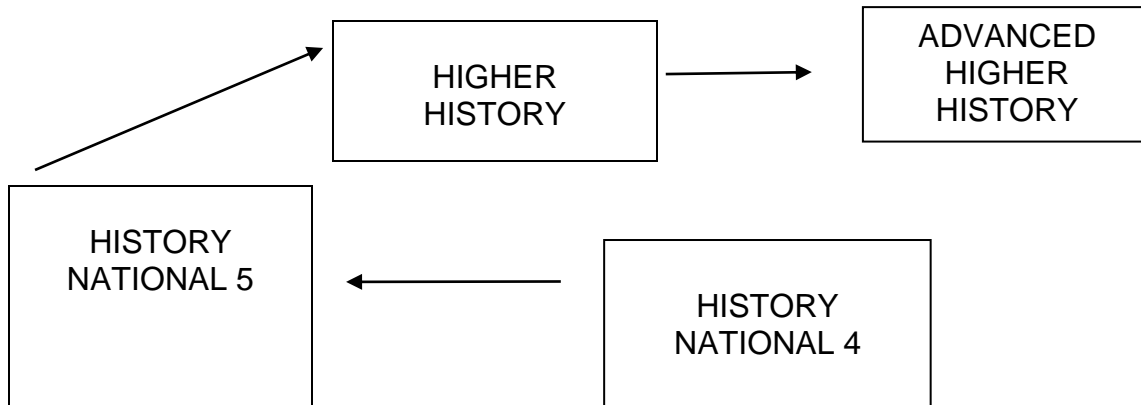 HIGHER
HISTORY
ADVANCED
HIGHER
HISTORY
HISTORY
NATIONAL 5
HISTORY
NATIONAL 4